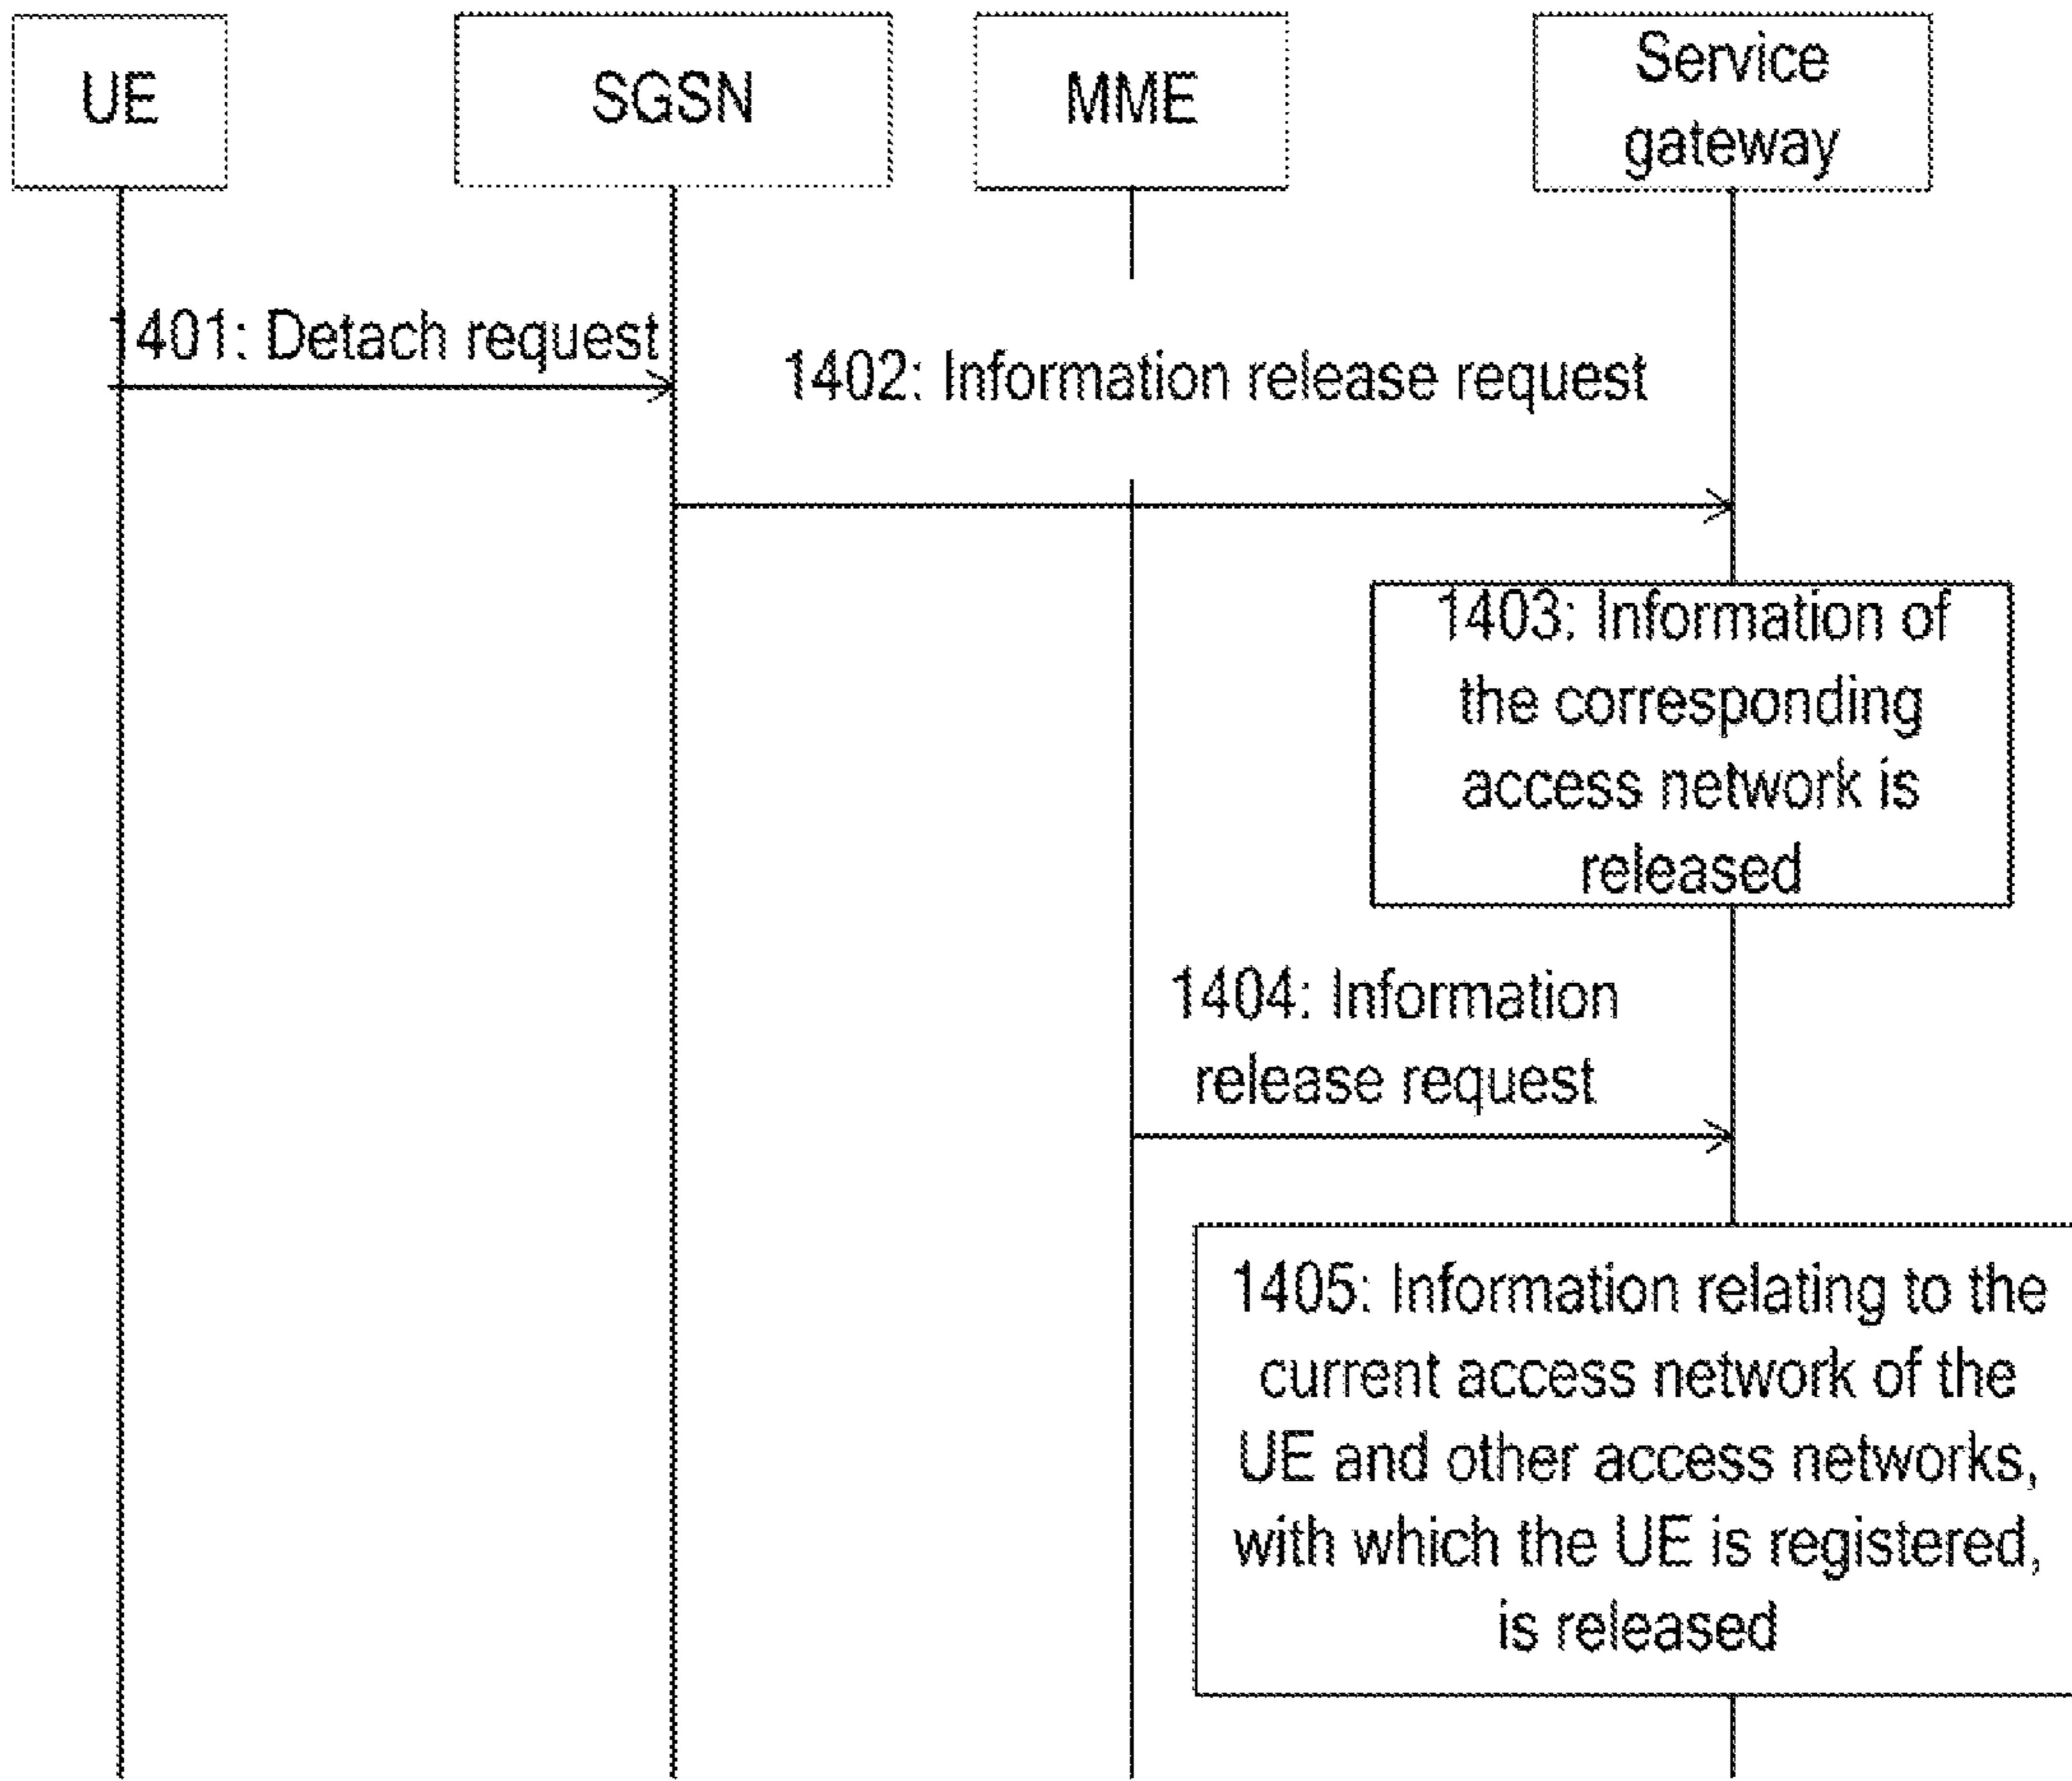 UE
SGSN
MME
Service
gateway
1401: Detach request
1402: Information release request
1403: Information of
the corresponding
access network is
released
1404: Information
release request
1405: Information relating to the
current access network of the
UE and other access networks,
with which the UE is registered,
is released